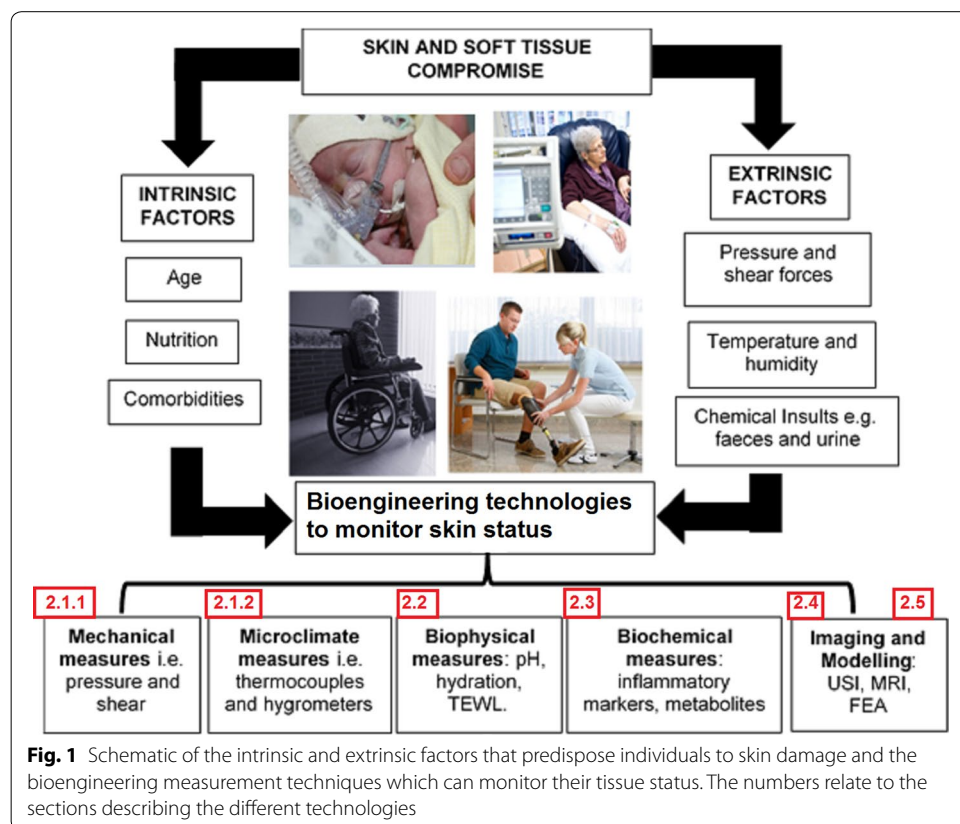 SKIN AND SOFT TISSUE
COMPROMISE
INTRINSIC
FACTORS
Age
Nutrition
Comorbidities
EXTRINSIC
FACTORS
Pressure and
shear forces
Temperature and
humidity
Chemical Insults e.g.
faeces and urine
Bioengineering technologies
to monitor skin status
2.1.1
Mechanical
measures i.e.
pressure and
shear
2.1.2
Microclimate
measures i.e.
thermocouples
and hygrometers
2.2
Biophysical
measures: pH,
hydration,
TEWL.
2.3
Biochemical
measures:
inflammatory
markers, metabolites
2.4
2.5
Imaging and
Modelling:
USI, MRI,
FEA
Fig. 1 Schematic of the intrinsic and extrinsic factors that predispose individuals to skin damage and the
bioengineering measurement techniques which can monitor their tissue status. The numbers relate to the
sections describing the different technologies